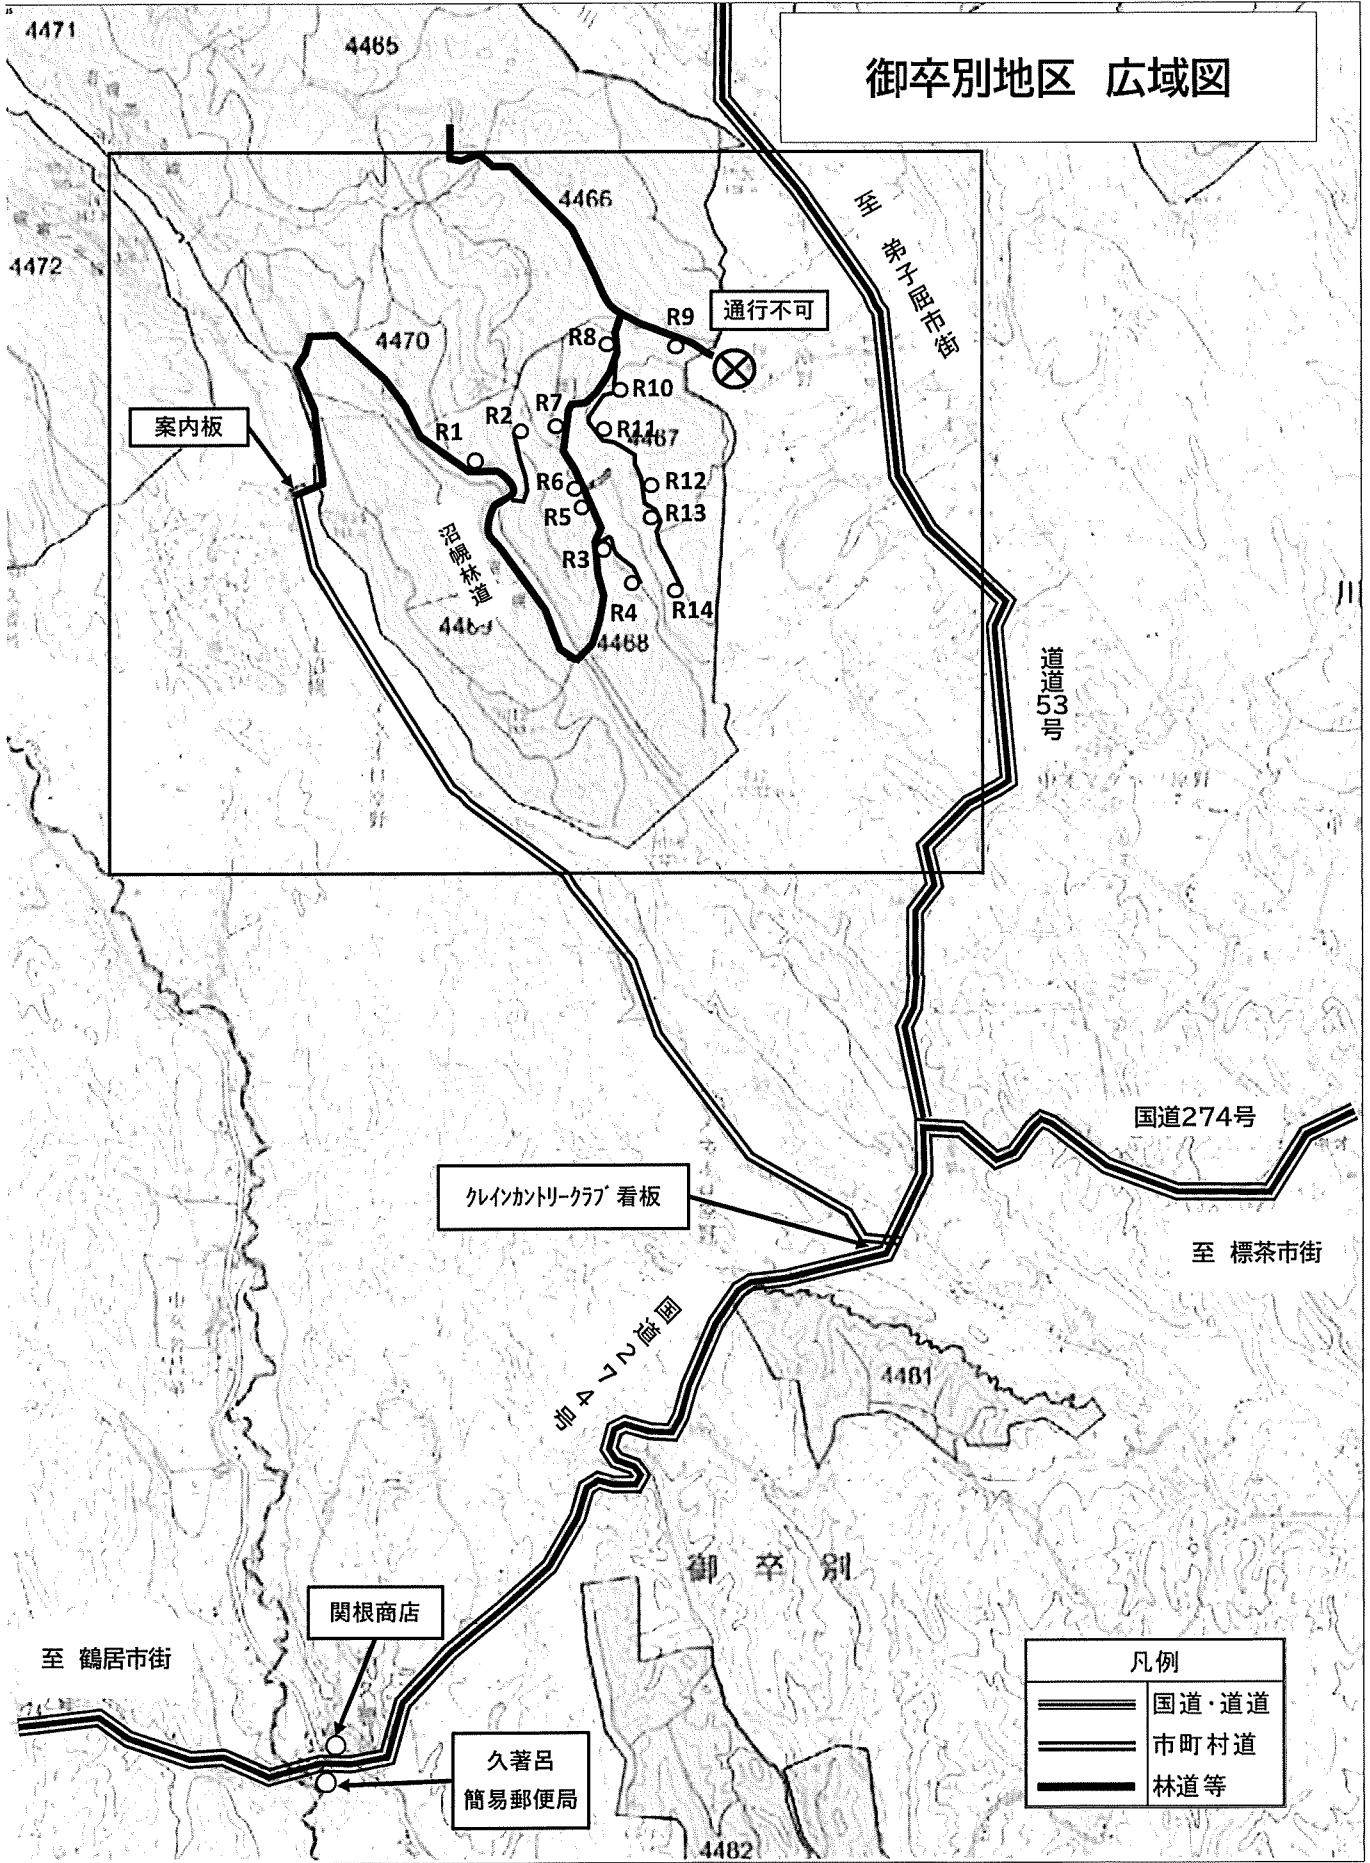 4471
4465
御卒別地区 広域図
4466
至 弟子屈市街
4472
通行不可
R9
R8
4470
R10
案内板
R7
R2
R1
R11
4467
R12
R6
R13
R5
沼幌林道
R3
R4
R14
4469
4468
道道53号
国道274号
クレインカントリークラブ 看板
至 標茶市街
国道274号
4481
御卒別
関根商店
至 鶴居市街
久著呂
簡易郵便局
凡例
国道・道道
市町村道
林道等
4482